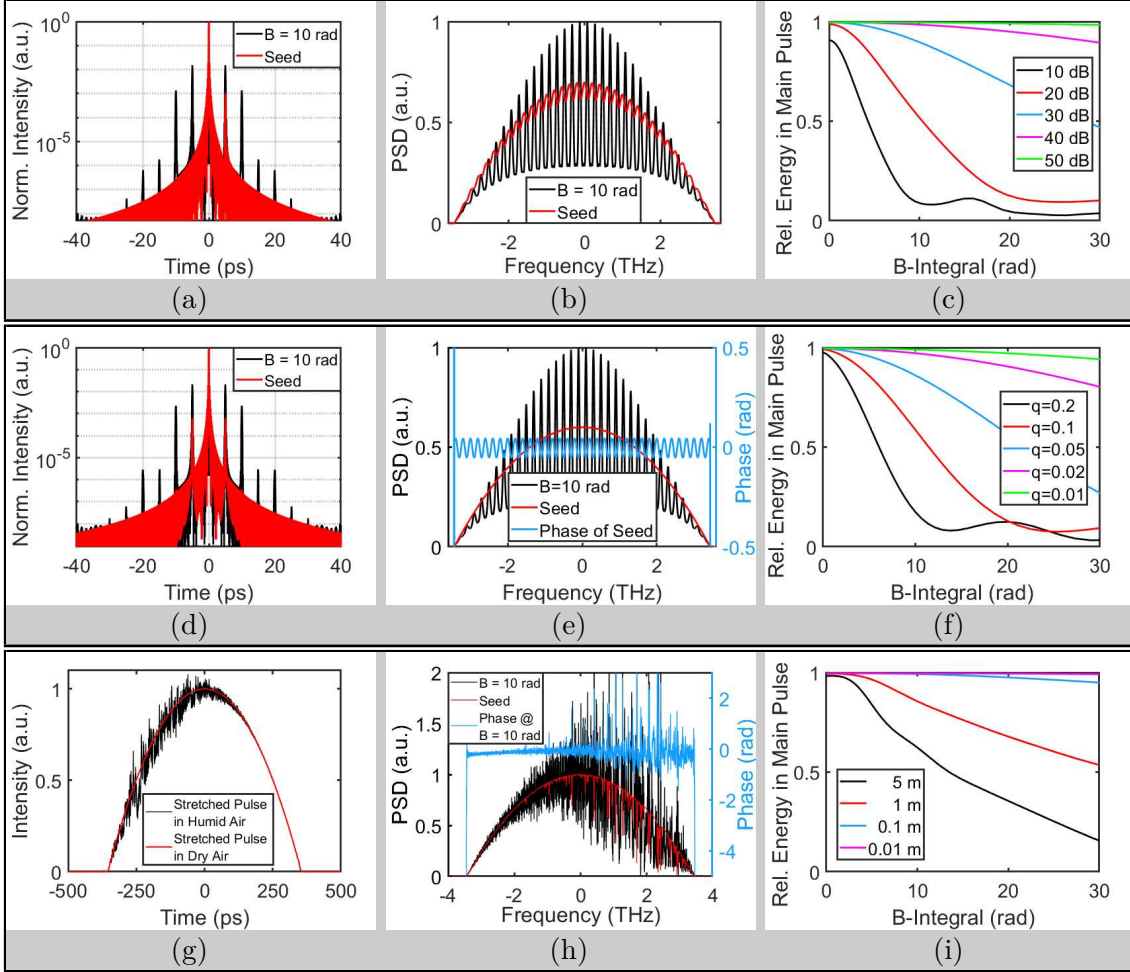 10^0
10^-5
Norm. Intensity (a.u.)
B = 10 rad
Seed
-40 -20 0 20 40
Time (ps)
(a)
1
0.5
0
PSD (a.u.)
B = 10 rad
Seed
-2 0 2
Frequency (THz)
(b)
1
0.5
0
Rel. Energy in Main Pulse
10 dB
20 dB
30 dB
40 dB
50 dB
0 10 20 30
B-Integral (rad)
(c)
10^0
10^-5
Norm. Intensity (a.u.)
B = 10 rad
Seed
-40 -20 0 20 40
Time (ps)
(d)
1
0.5
0
PSD (a.u.)
0.5
0
-0.5
Phase (rad)
B=10 rad
Seed
Phase of Seed
-2 0 2
Frequency (THz)
(e)
1
0.5
0
Rel. Energy in Main Pulse
q=0.2
q=0.1
q=0.05
q=0.02
q=0.01
0 10 20 30
B-Integral (rad)
(f)
1
0.5
0
Intensity (a.u.)
Stretched Pulse
in Humid Air
Stretched Pulse
in Dry Air
-500 -250 0 250 500
Time (ps)
(g)
2
1.5
1
0.5
0
PSD (a.u.)
B = 10 rad
Seed
Phase @
B = 10 rad
2
0
-2
-4
Phase (rad)
-4 -2 0 2 4
Frequency (THz)
(h)
1
0.5
0
Rel. Energy in Main Pulse
5 m
1 m
0.1 m
0.01 m
0 10 20 30
B-Integral (rad)
(i)